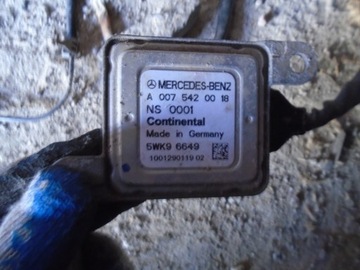 MERCEDES-BENZ
A 007 542 00 18
NS 0001
Continental
Made in Germany
5WK9 6649
1001290119 02